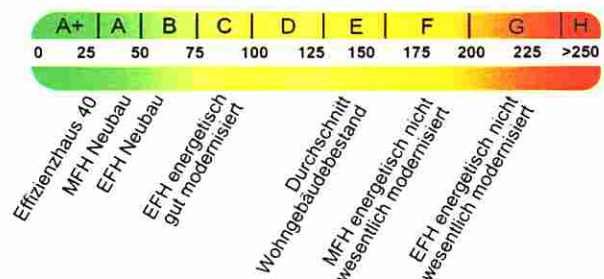 A+ A B C D E F G H
0 25 50 75 100 125 150 175 200 225 >250
Effizienzhaus 40
MFH Neubau
EFH Neubau
EFH energetisch
gut modernisiert
Durchschnitt
Wohngebäudebestand
MFH energetisch nicht
wesentlich modernisiert
EFH energetisch nicht
wesentlich modernisiert